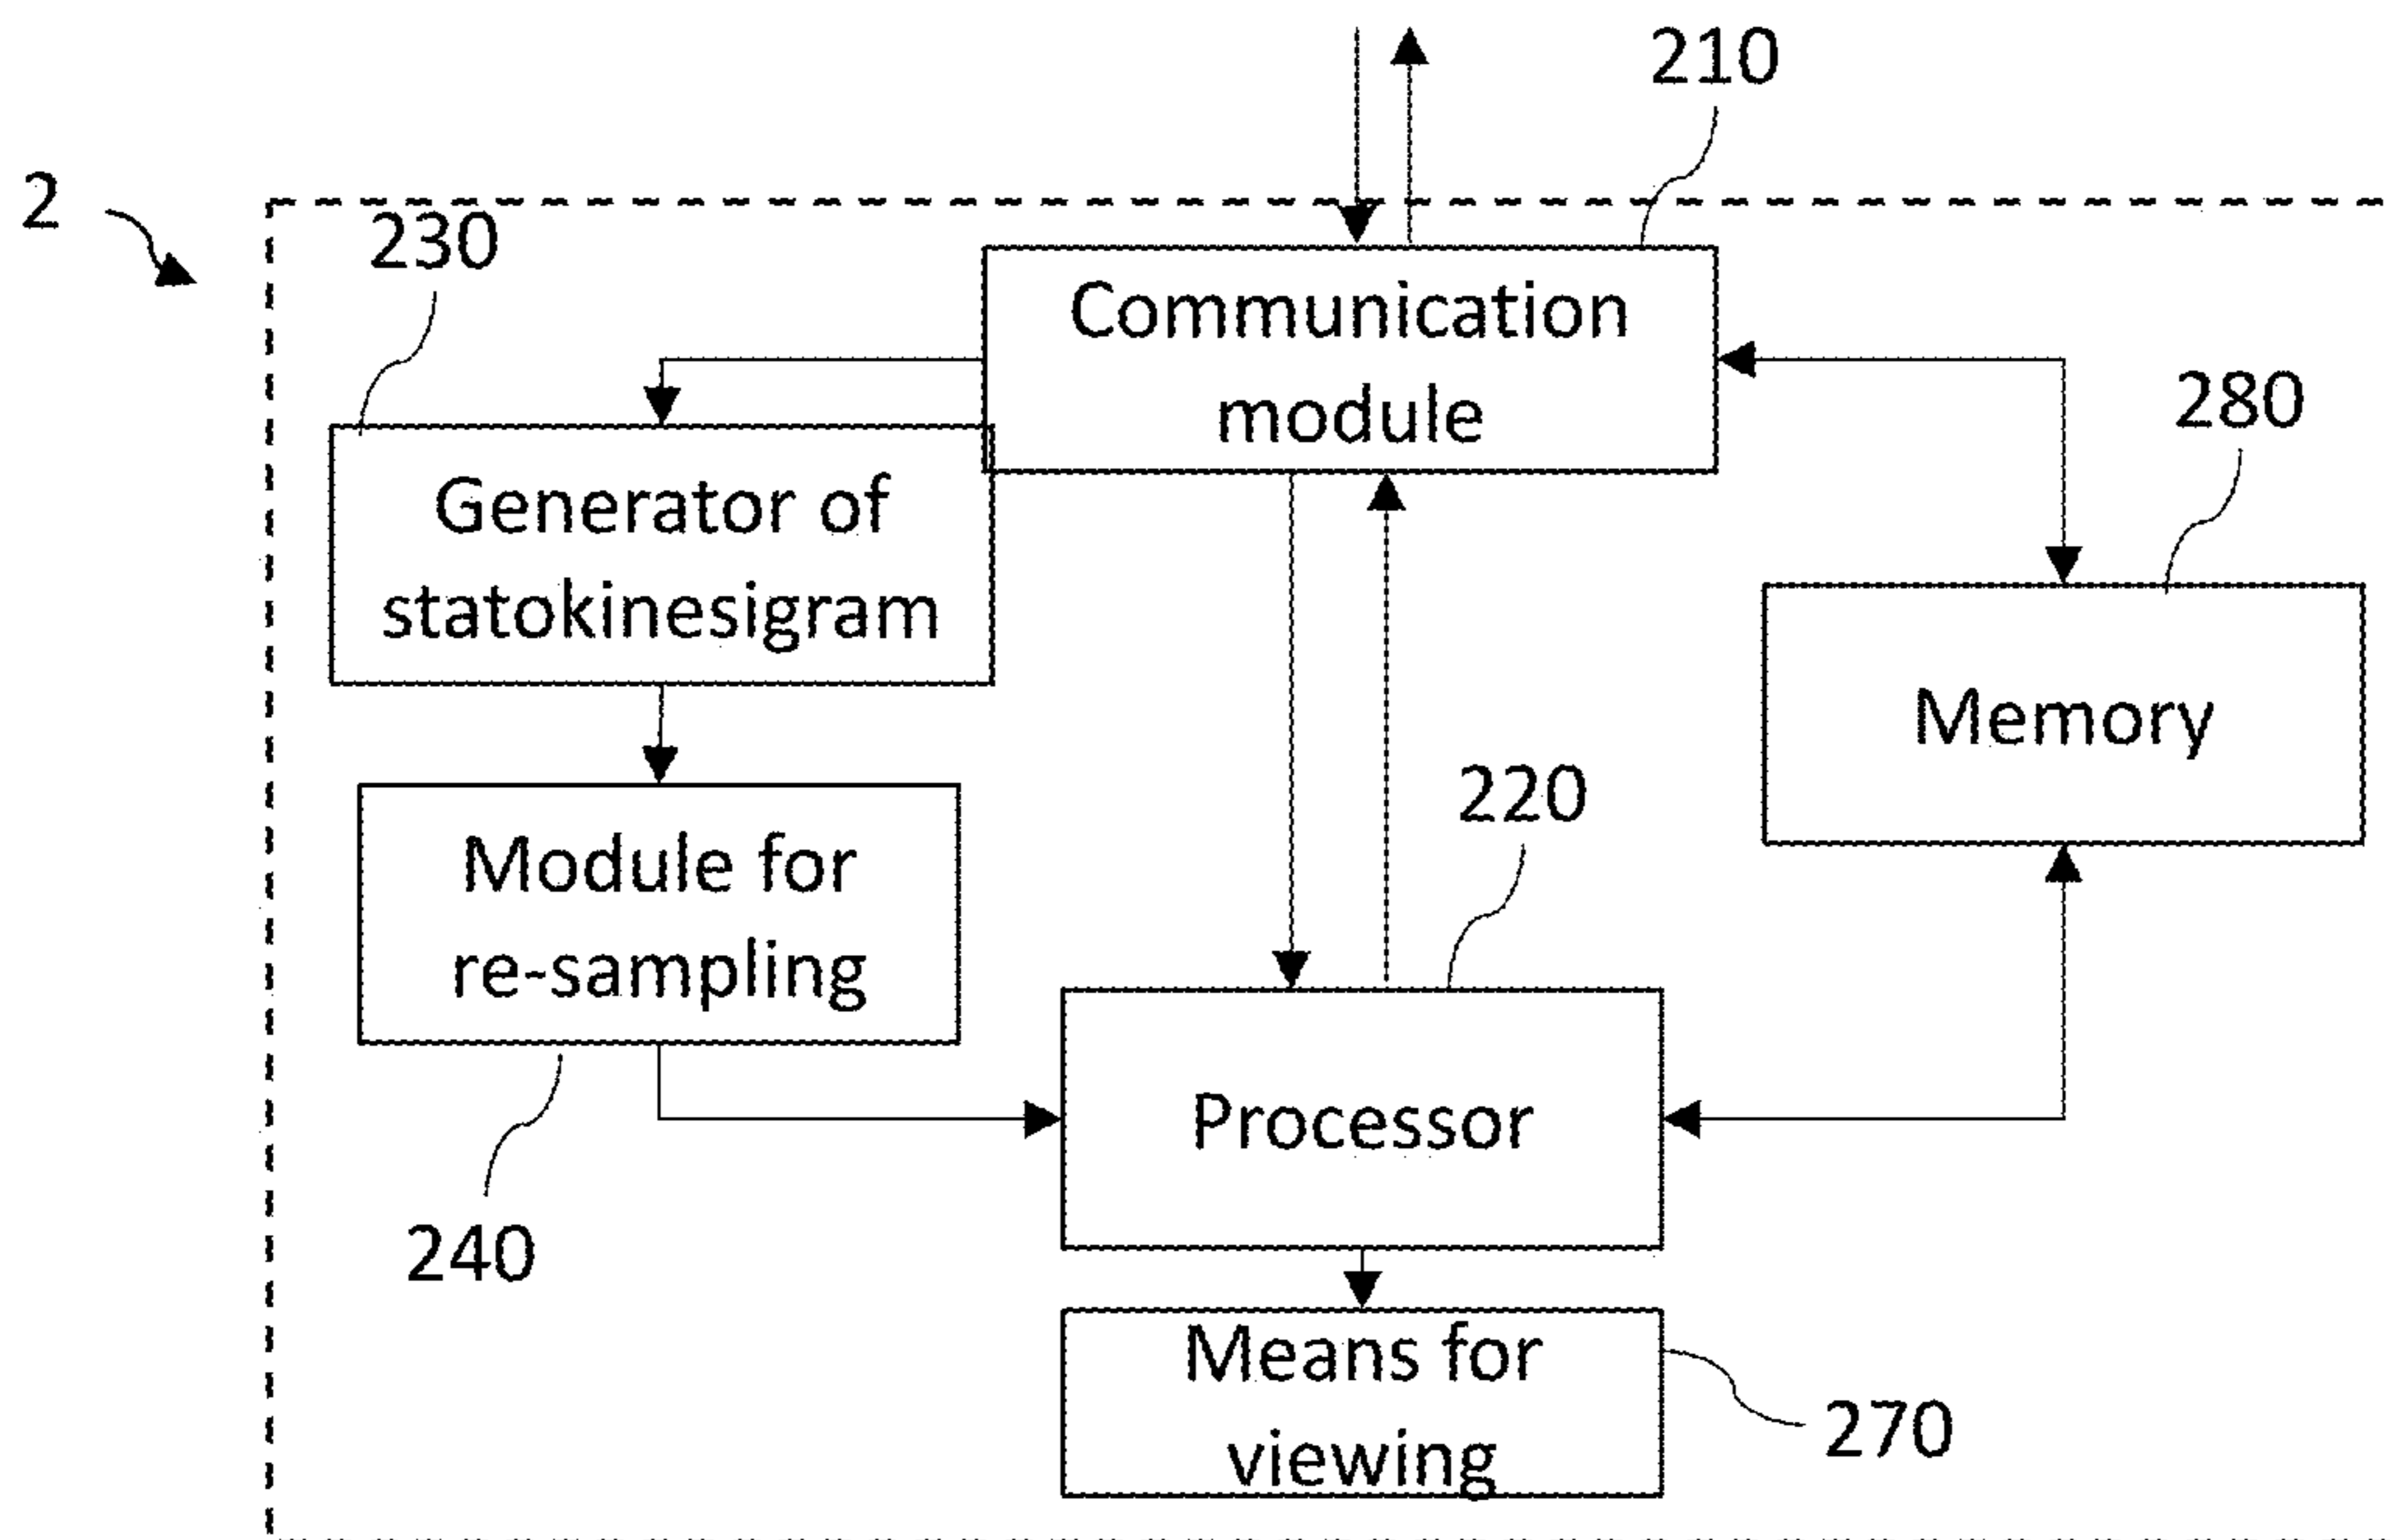 210
2
230
Communication
module
280
Generator of
statokinesigram
Memory
220
Module for
re-sampling
Processor
240
Means for
viewing
270